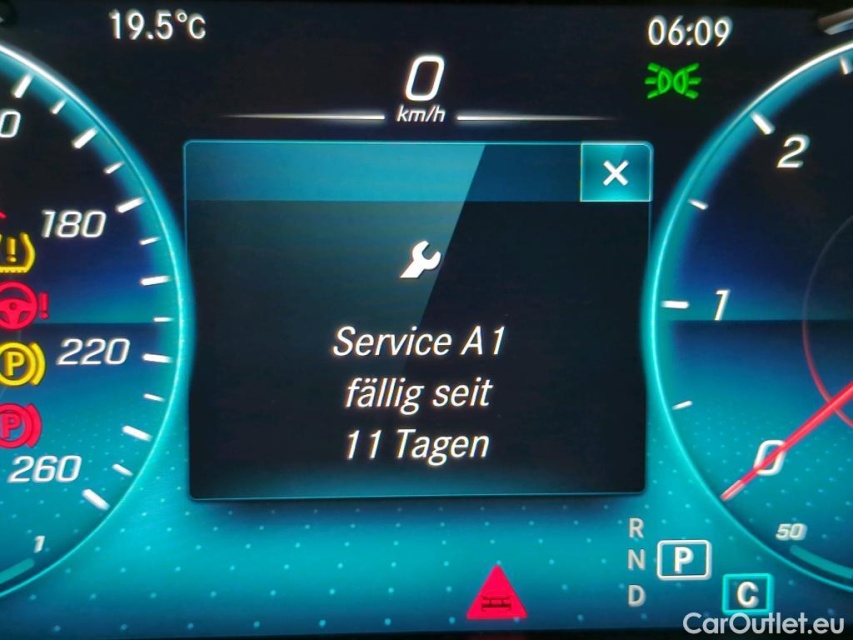 19.5°C
06:09
0
km/h
180
220
260
1
Service A1
fällig seit
11 Tagen
2
1
0
50
R
N
P
D
C
CarOutlet.eu